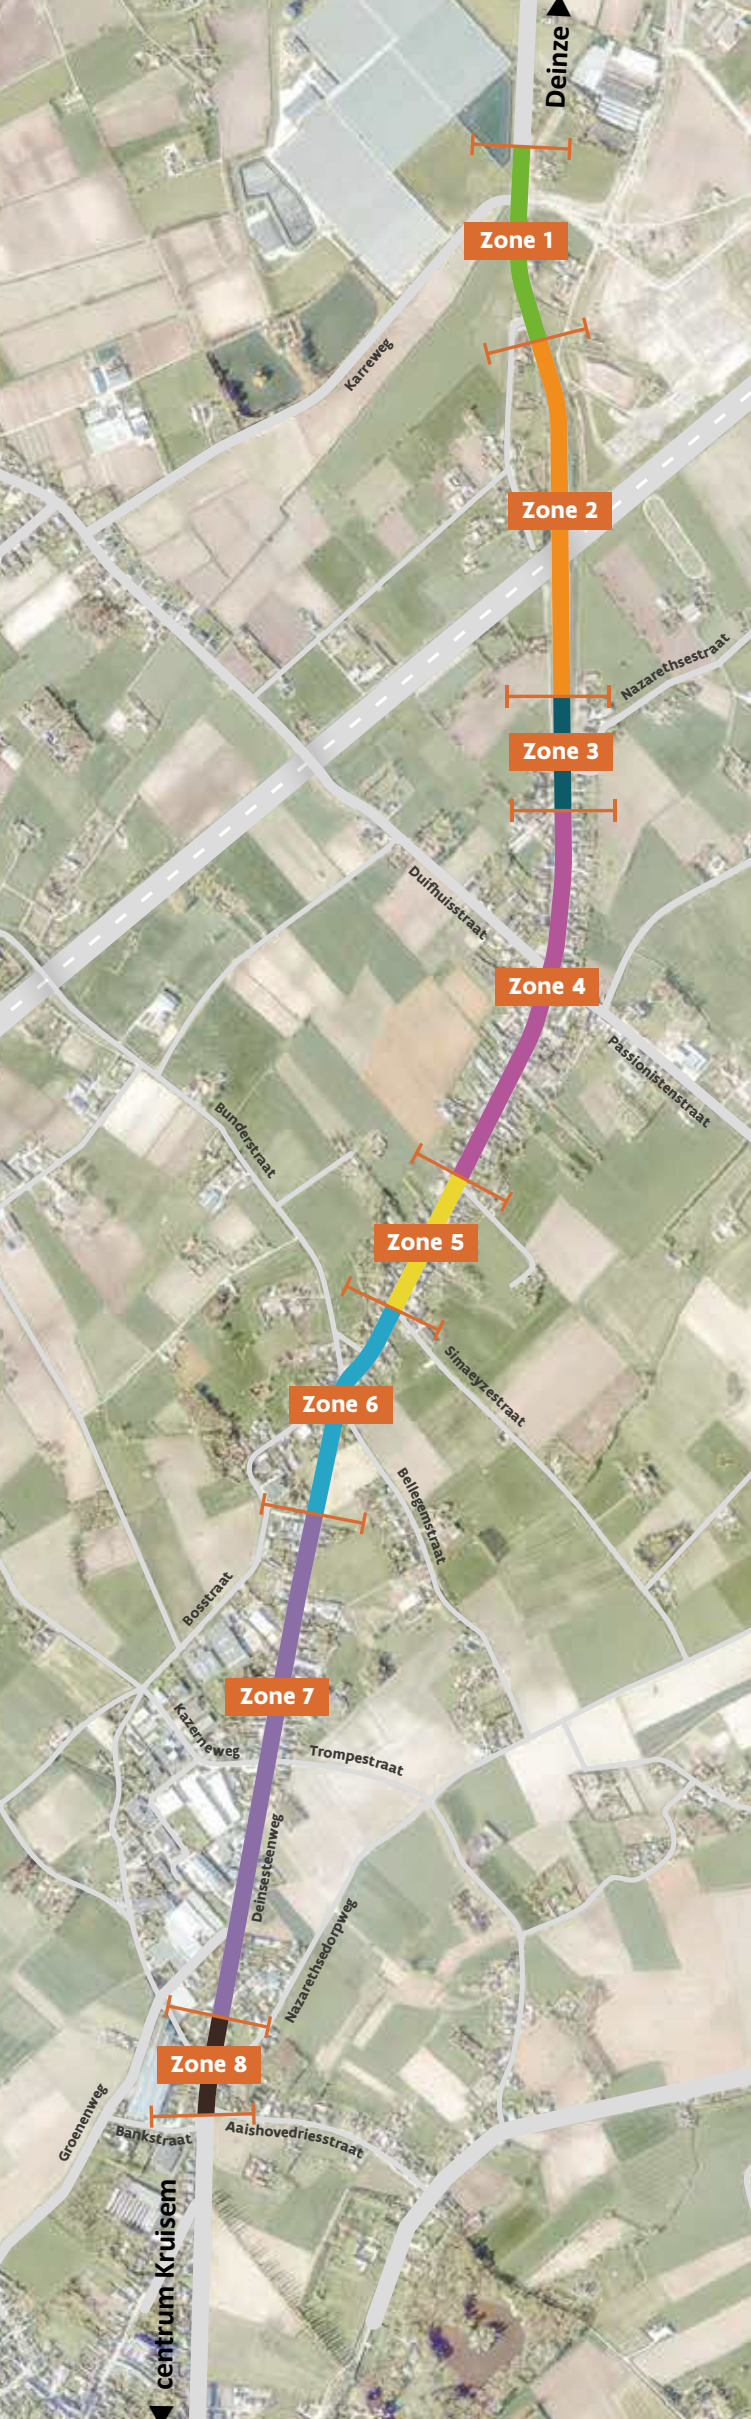 Deinze
Zone 1
Karreweg
Zone 2
Nazarethsestraat
Zone 3
Duifhuisstraat
Zone 4
Passionistenstraat
Bunderstraat
Zone 5
Simaeyzestraat
Zone 6
Bellegemstraat
Bosstraat
Zone 7
Kazerneweg
Trompestraat
Deinsesteenweg
Nazarethsedorpweg
Zone 8
Groenenweg
Bankstraat
Aaishovedriesstraat
centrum Kruisem